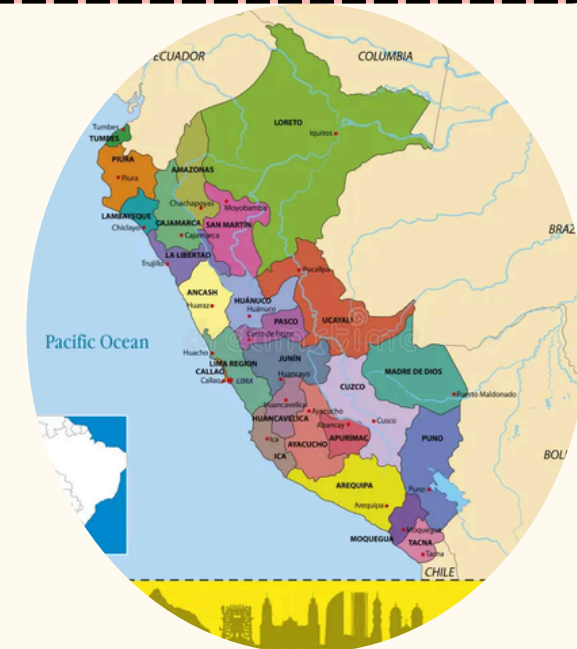 ECUADOR
COLUMBIA
LORETO
Iquitos
Tumbes
TUMBES
PIURA
Piura
AMAZONAS
Chachapoyas
Moyobamba
LAMBAYEQUE
Chiclayo
CAJAMARCA
Cajamarca
SAN MARTÍN
BRAZ
LA LIBERTAD
Trujillo
Pucallpa
ANCASH
Huaraz
HUÁNUCO
Huánuco
UCAYALI
PASCO
Cerro de Pasco
Pacific Ocean
Huacho
LIMA REGION
JUNÍN
CALLAO
Callao
LIMA
Huancayo
CUZCO
MADRE DE DIOS
Puerto Maldonado
Huancavelica
HUANCAVELICA
Ayacucho
Abancay
Cusco
Ica
ICA
AYACUCHO
APURÍMAC
PUNO
BOLI
AREQUIPA
Puno
Arequipa
Moquegua
MOQUEGUA
TACNA
Tacna
CHILE